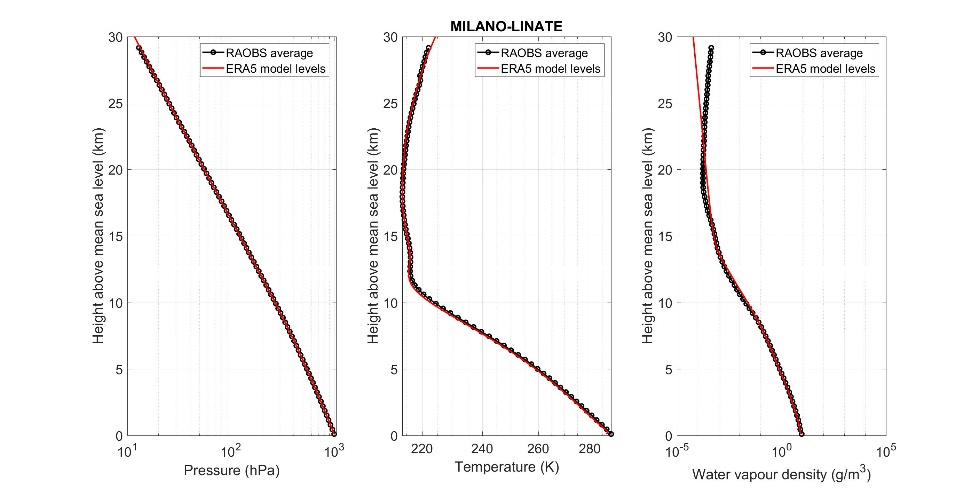 MILANO-LINATE
30
25
20
15
10
5
0
Height above mean sea level (km)
RAOBS average
ERA5 model levels
10^1
10^2
10^3
Pressure (hPa)
30
25
20
15
10
5
0
Height above mean sea level (km)
RAOBS average
ERA5 model levels
220
240
260
280
Temperature (K)
30
25
20
15
10
5
0
Height above mean sea level (km)
RAOBS average
ERA5 model levels
10^-5
10^0
10^5
Water vapour density (g/m^3)